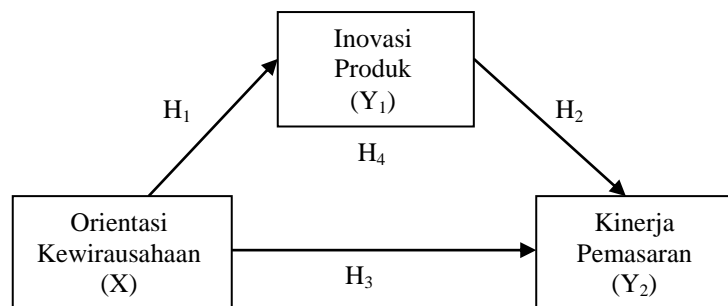 Inovasi
Produk
(Y₁)
H₁
H₂
H₄
Orientasi
Kewirausahaan
(X)
H₃
Kinerja
Pemasaran
(Y₂)